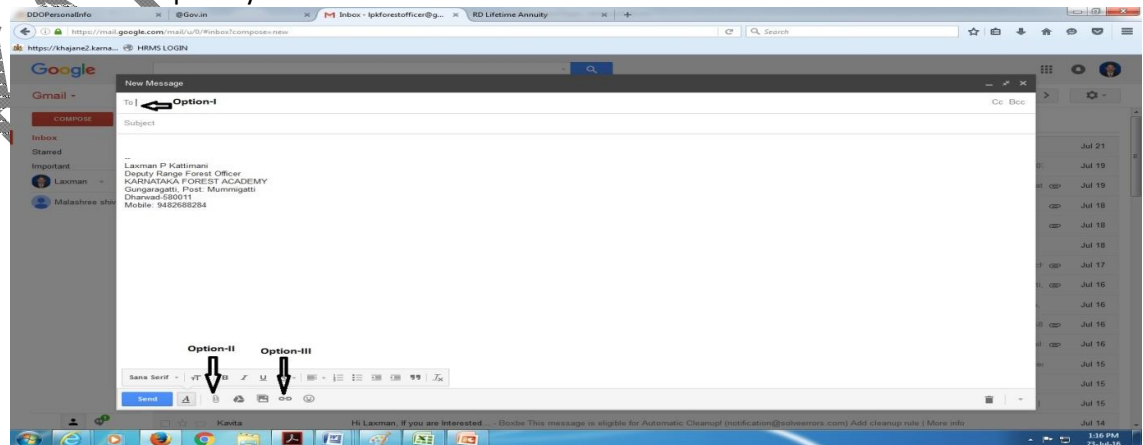 DDOPersonalInfo @Gov.in Inbox - lpkforestofficer@g... RD Lifetime Annuity
https://mail.google.com/mail/u/0/#inbox?compose=new Search
https://khajane2.karna... HRMS LOGIN
Google
Gmail
COMPOSE
Inbox
Starred
Important
Laxman
Malashree shiv
New Message
To Option-I Cc Bcc
Subject
--
Laxman P Kattimani
Deputy Range Forest Officer
KARNATAKA FOREST ACADEMY
Gungaragatti, Post: Mummigatti
Dharwad-580011
Mobile: 9482688284
Option-II Option-III
Sans Serif B I U
Send
Jul 21
Jul 19
Jul 19
Jul 18
Jul 18
Jul 18
Jul 17
Jul 16
Jul 16
Jul 16
Jul 16
Jul 15
Jul 15
Jul 15
Kavita Hi Laxman, If you are Interested... - Boxbe This message is eligible for Automatic Cleanup! (notification@solveerrors.com) Add cleanup rule | More info Jul 14
1:16 PM
23-Jul-16